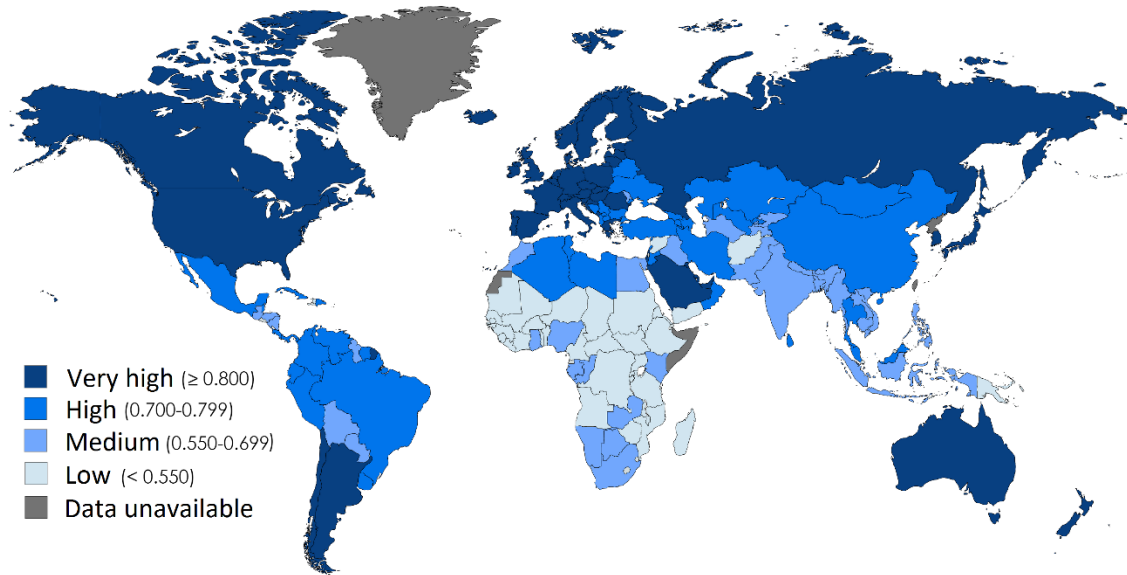 Very high (≥ 0.800)
High (0.700-0.799)
Medium (0.550-0.699)
Low (< 0.550)
Data unavailable